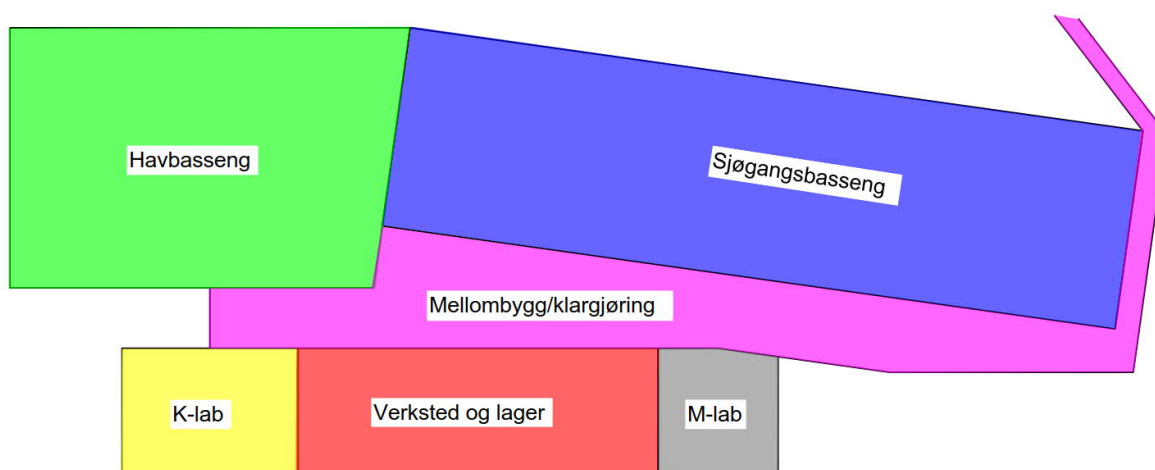 Havbasseng
Sjøgangsbasseng
Mellombygg/klargjøring
K-lab
Verksted og lager
M-lab